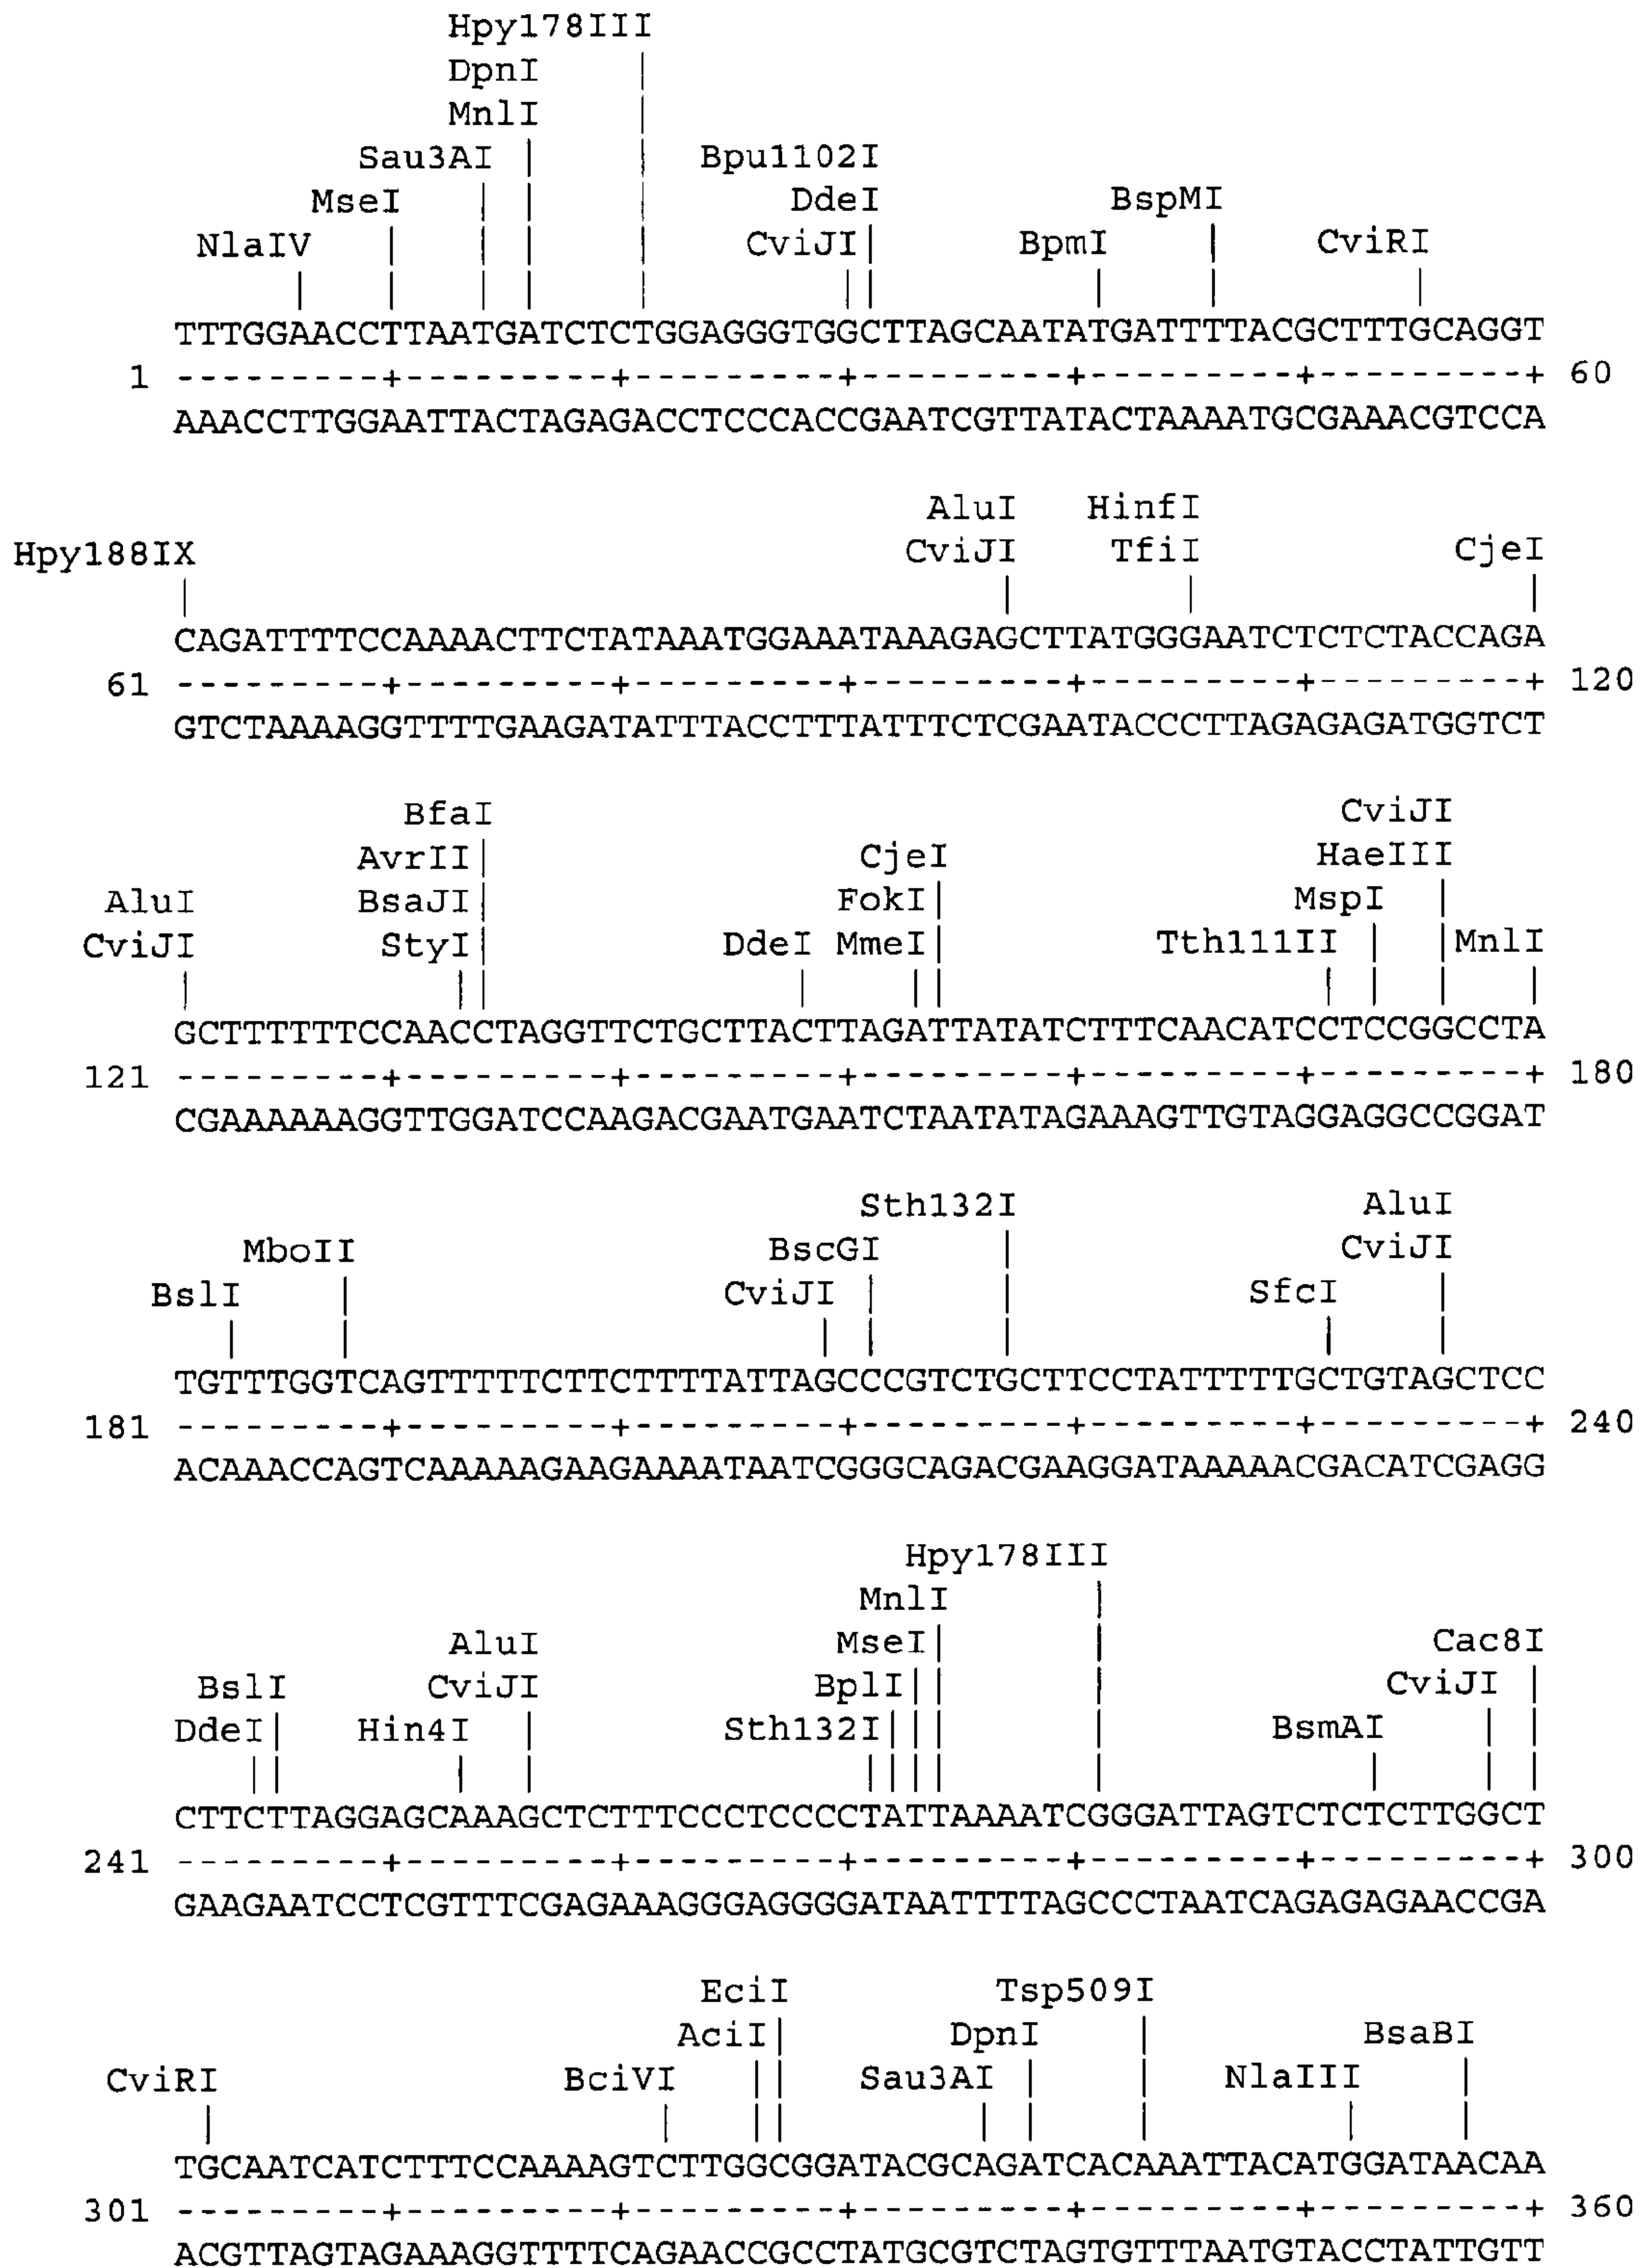 Hpy178III
DpnI
MnlI
Sau3AI Bpu1102I
MseI DdeI BspMI
NlaIV CviJI BpmI CviRI
TTTGGAACCTTAATGATCTCTGGAGGGTGGCTTAGCAATATGATTTTACGCTTTGCAGGT
1 ---------+---------+---------+---------+---------+---------+ 60
AAACCTTGGAATTACTAGAGACCTCCCACCGAATCGTTATACTAAAATGCGAAACGTCCA
AluI HinfI
Hpy188IX CviJI TfiI CjeI
CAGATTTTCCAAAACTTCTATAAATGGAAATAAAGAGCTTATGGGAATCTCTCTACCAGA
61 ---------+---------+---------+---------+---------+---------+ 120
GTCTAAAAGGTTTTGAAGATATTTACCTTTATTTCTCGAATACCCTTAGAGAGATGGTCT
BfaI CviJI
AvrII CjeI HaeIII
AluI BsaJI FokI MspI
CviJI StyI DdeI MmeI Tth111II MnlI
GCTTTTTTCCAACCTAGGTTCTGCTTACTTAGATTATATCTTTCAACATCCTCCGGCCTA
121 ---------+---------+---------+---------+---------+---------+ 180
CGAAAAAAGGTTGGATCCAAGACGAATGAATCTAATATAGAAAGTTGTAGGAGGCCGGAT
Sth132I AluI
MboII BscGI CviJI
BslI CviJI SfcI
TGTTTGGTCAGTTTTTCTTCTTTTATTAGCCCGTCTGCTTCCTATTTTTGCTGTAGCTCC
181 ---------+---------+---------+---------+---------+---------+ 240
ACAAACCAGTCAAAAAGAAGAAAATAATCGGGCAGACGAAGGATAAAAACGACATCGAGG
Hpy178III
MnlI
AluI MseI Cac8I
BslI CviJI BplI CviJI
DdeI Hin4I Sth132I BsmAI
CTTCTTAGGAGCAAAGCTCTTTCCCTCCCCTATTAAAATCGGGATTAGTCTCTCTTGGCT
241 ---------+---------+---------+---------+---------+---------+ 300
GAAGAATCCTCGTTTCGAGAAAGGGAGGGGATAATTTTAGCCCTAATCAGAGAGAACCGA
EciI Tsp509I
AciI DpnI BsaBI
CviRI BciVI Sau3AI NlaIII
TGCAATCATCTTTCCAAAAGTCTTGGCGGATACGCAGATCACAAATTACATGGATAACAA
301 ---------+---------+---------+---------+---------+---------+ 360
ACGTTAGTAGAAAGGTTTTCAGAACCGCCTATGCGTCTAGTGTTTAATGTACCTATTGTT